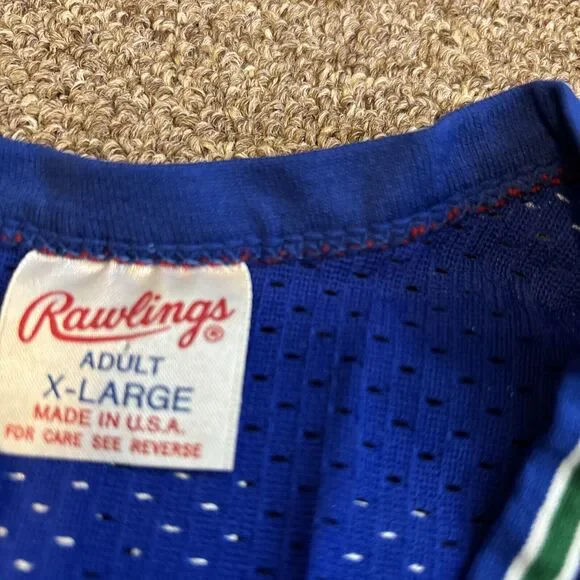 Rawlings®
ADULT
X-LARGE
MADE IN U.S.A.
FOR CARE SEE REVERSE